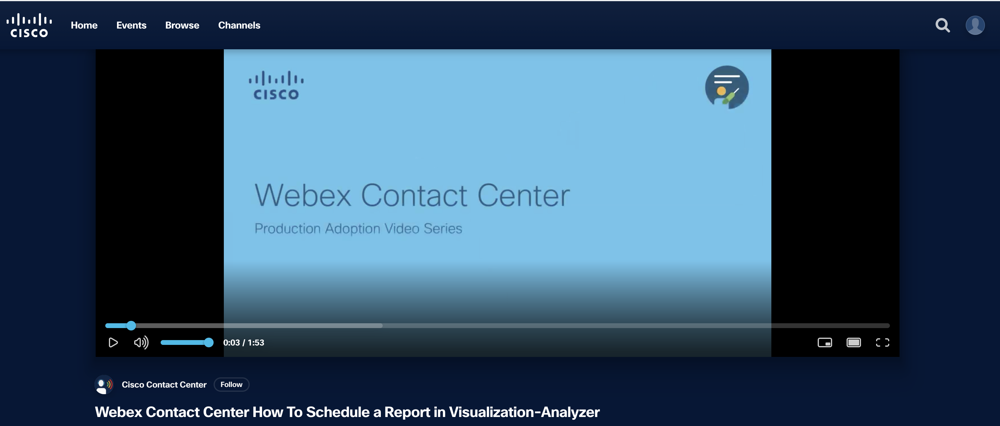 CISCO
Home Events Browse Channels
CISCO
Webex Contact Center
Production Adoption Video Series
0:03 / 1:53
Cisco Contact Center Follow
Webex Contact Center How To Schedule a Report in Visualization-Analyzer